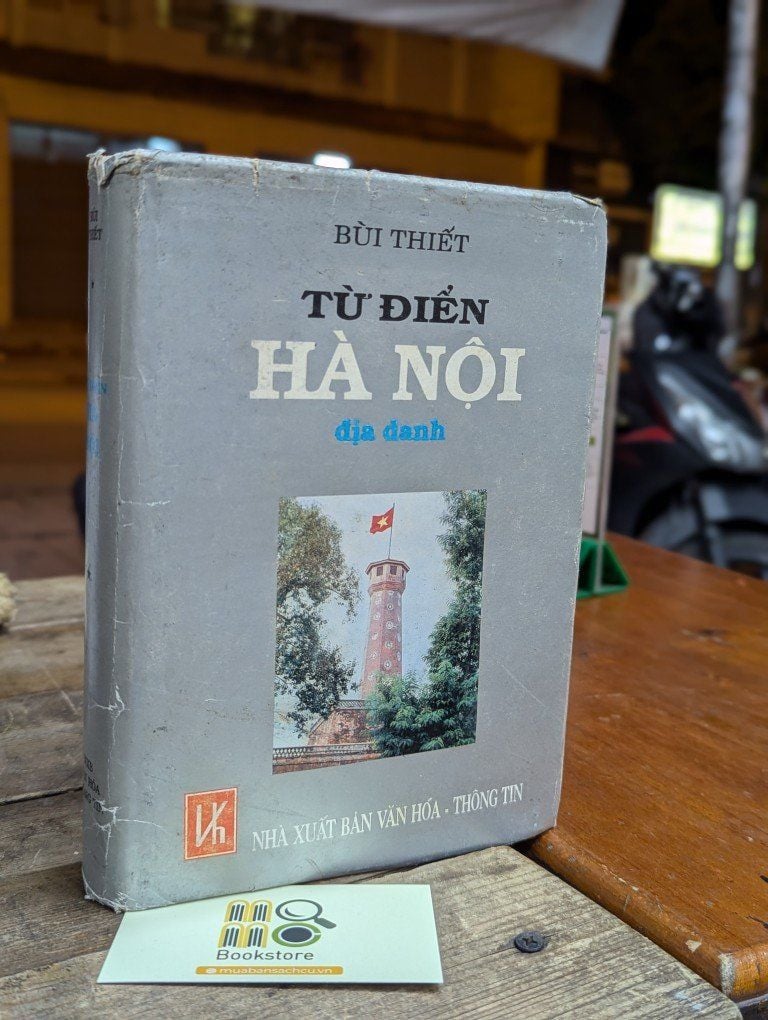 BÙI THIẾT
TỪ ĐIỂN
HÀ NỘI
địa danh
NHÀ XUẤT BẢN VĂN HÓA - THÔNG TIN
Bookstore
muabansachcu.vn